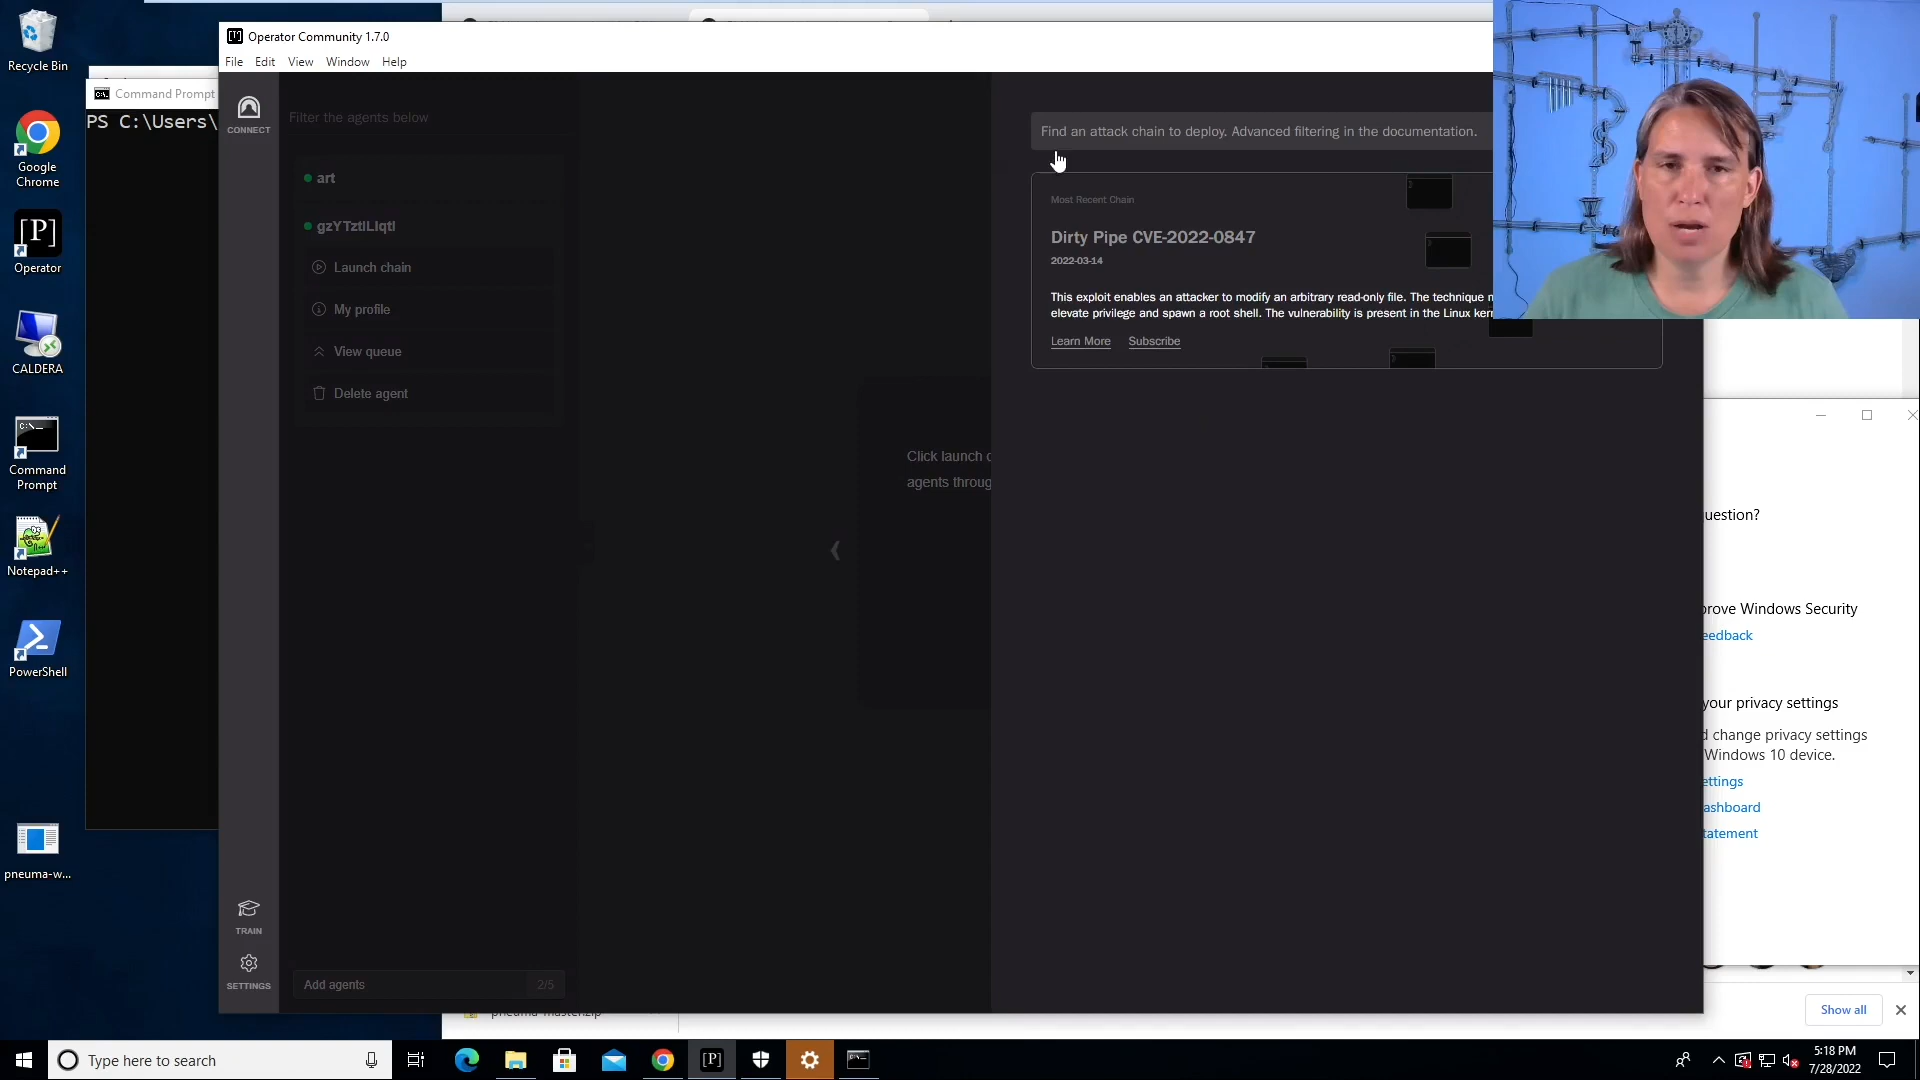 Recycle Bin
Google
Chrome
[P]
Operator
CALDERA
Command
Prompt
Notepad++
PowerShell
pneuma-w...
Command Prompt
PS C:\Users\
Operator Community 1.7.0
File Edit View Window Help
CONNECT
Filter the agents below
art
gzYTztlLlqtl
Launch chain
My profile
View queue
Delete agent
Click launch
agents
Find an attack chain to deploy. Advanced filtering in the documentation.
Most Recent Chain
Dirty Pipe CVE-2022-0847
2022-03-14
This exploit enables an attacker to modify an arbitrary read-only file. The technique
elevate privilege and spawn a root shell. The vulnerability is present in the Linux
Learn More Subscribe
TRAIN
SETTINGS
Add agents 2/5
uestion?
prove Windows Security
eedback
your privacy settings
d change privacy settings
Windows 10 device.
ettings
ashboard
tatement
pneuma-master.zip
Show all
Type here to search
[P]
5:18 PM
7/28/2022